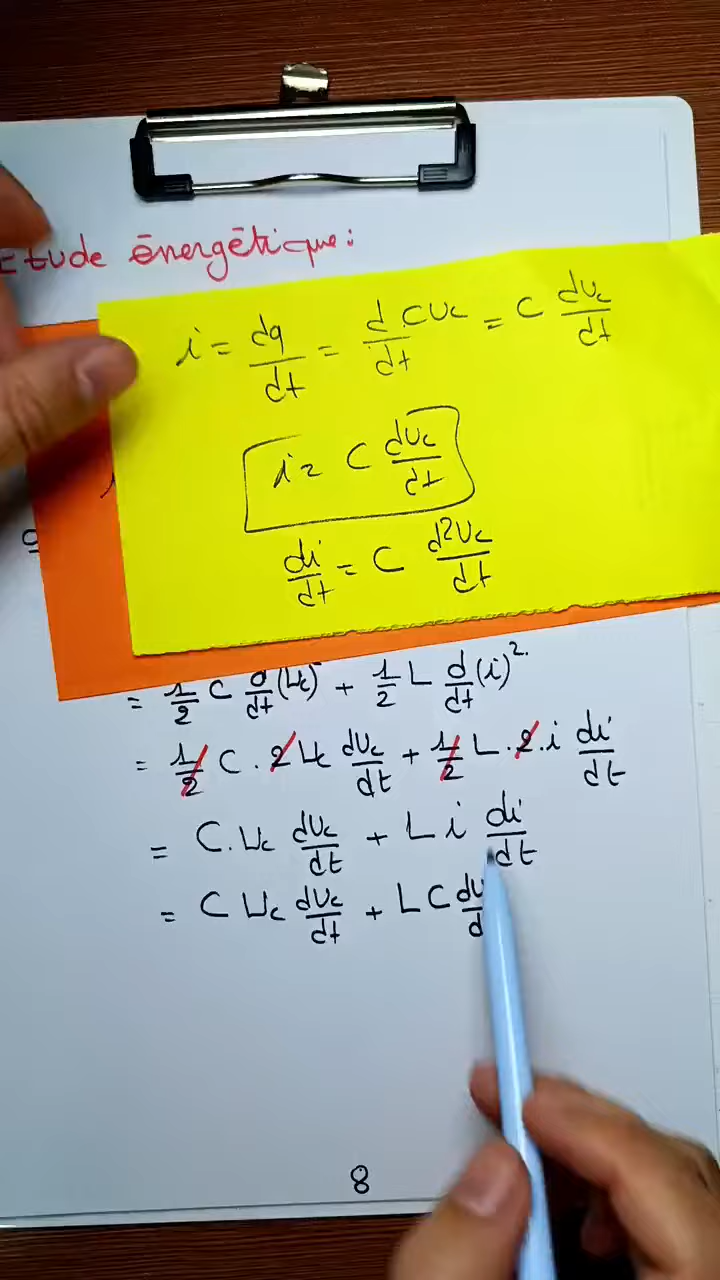 Etude énergétique:
i = dq/dt = d/dt CUc = C dUc/dt
i = C dUc/dt
di/dt = C d²Uc/dt
= 1/2 C d/dt (Uc)² + 1/2 L d/dt (i)².
= 1/2 C . 2 Uc dUc/dt + 1/2 L . 2 . i di/dt
= C . Uc dUc/dt + L i di/dt
= C Uc dUc/dt + L C
8